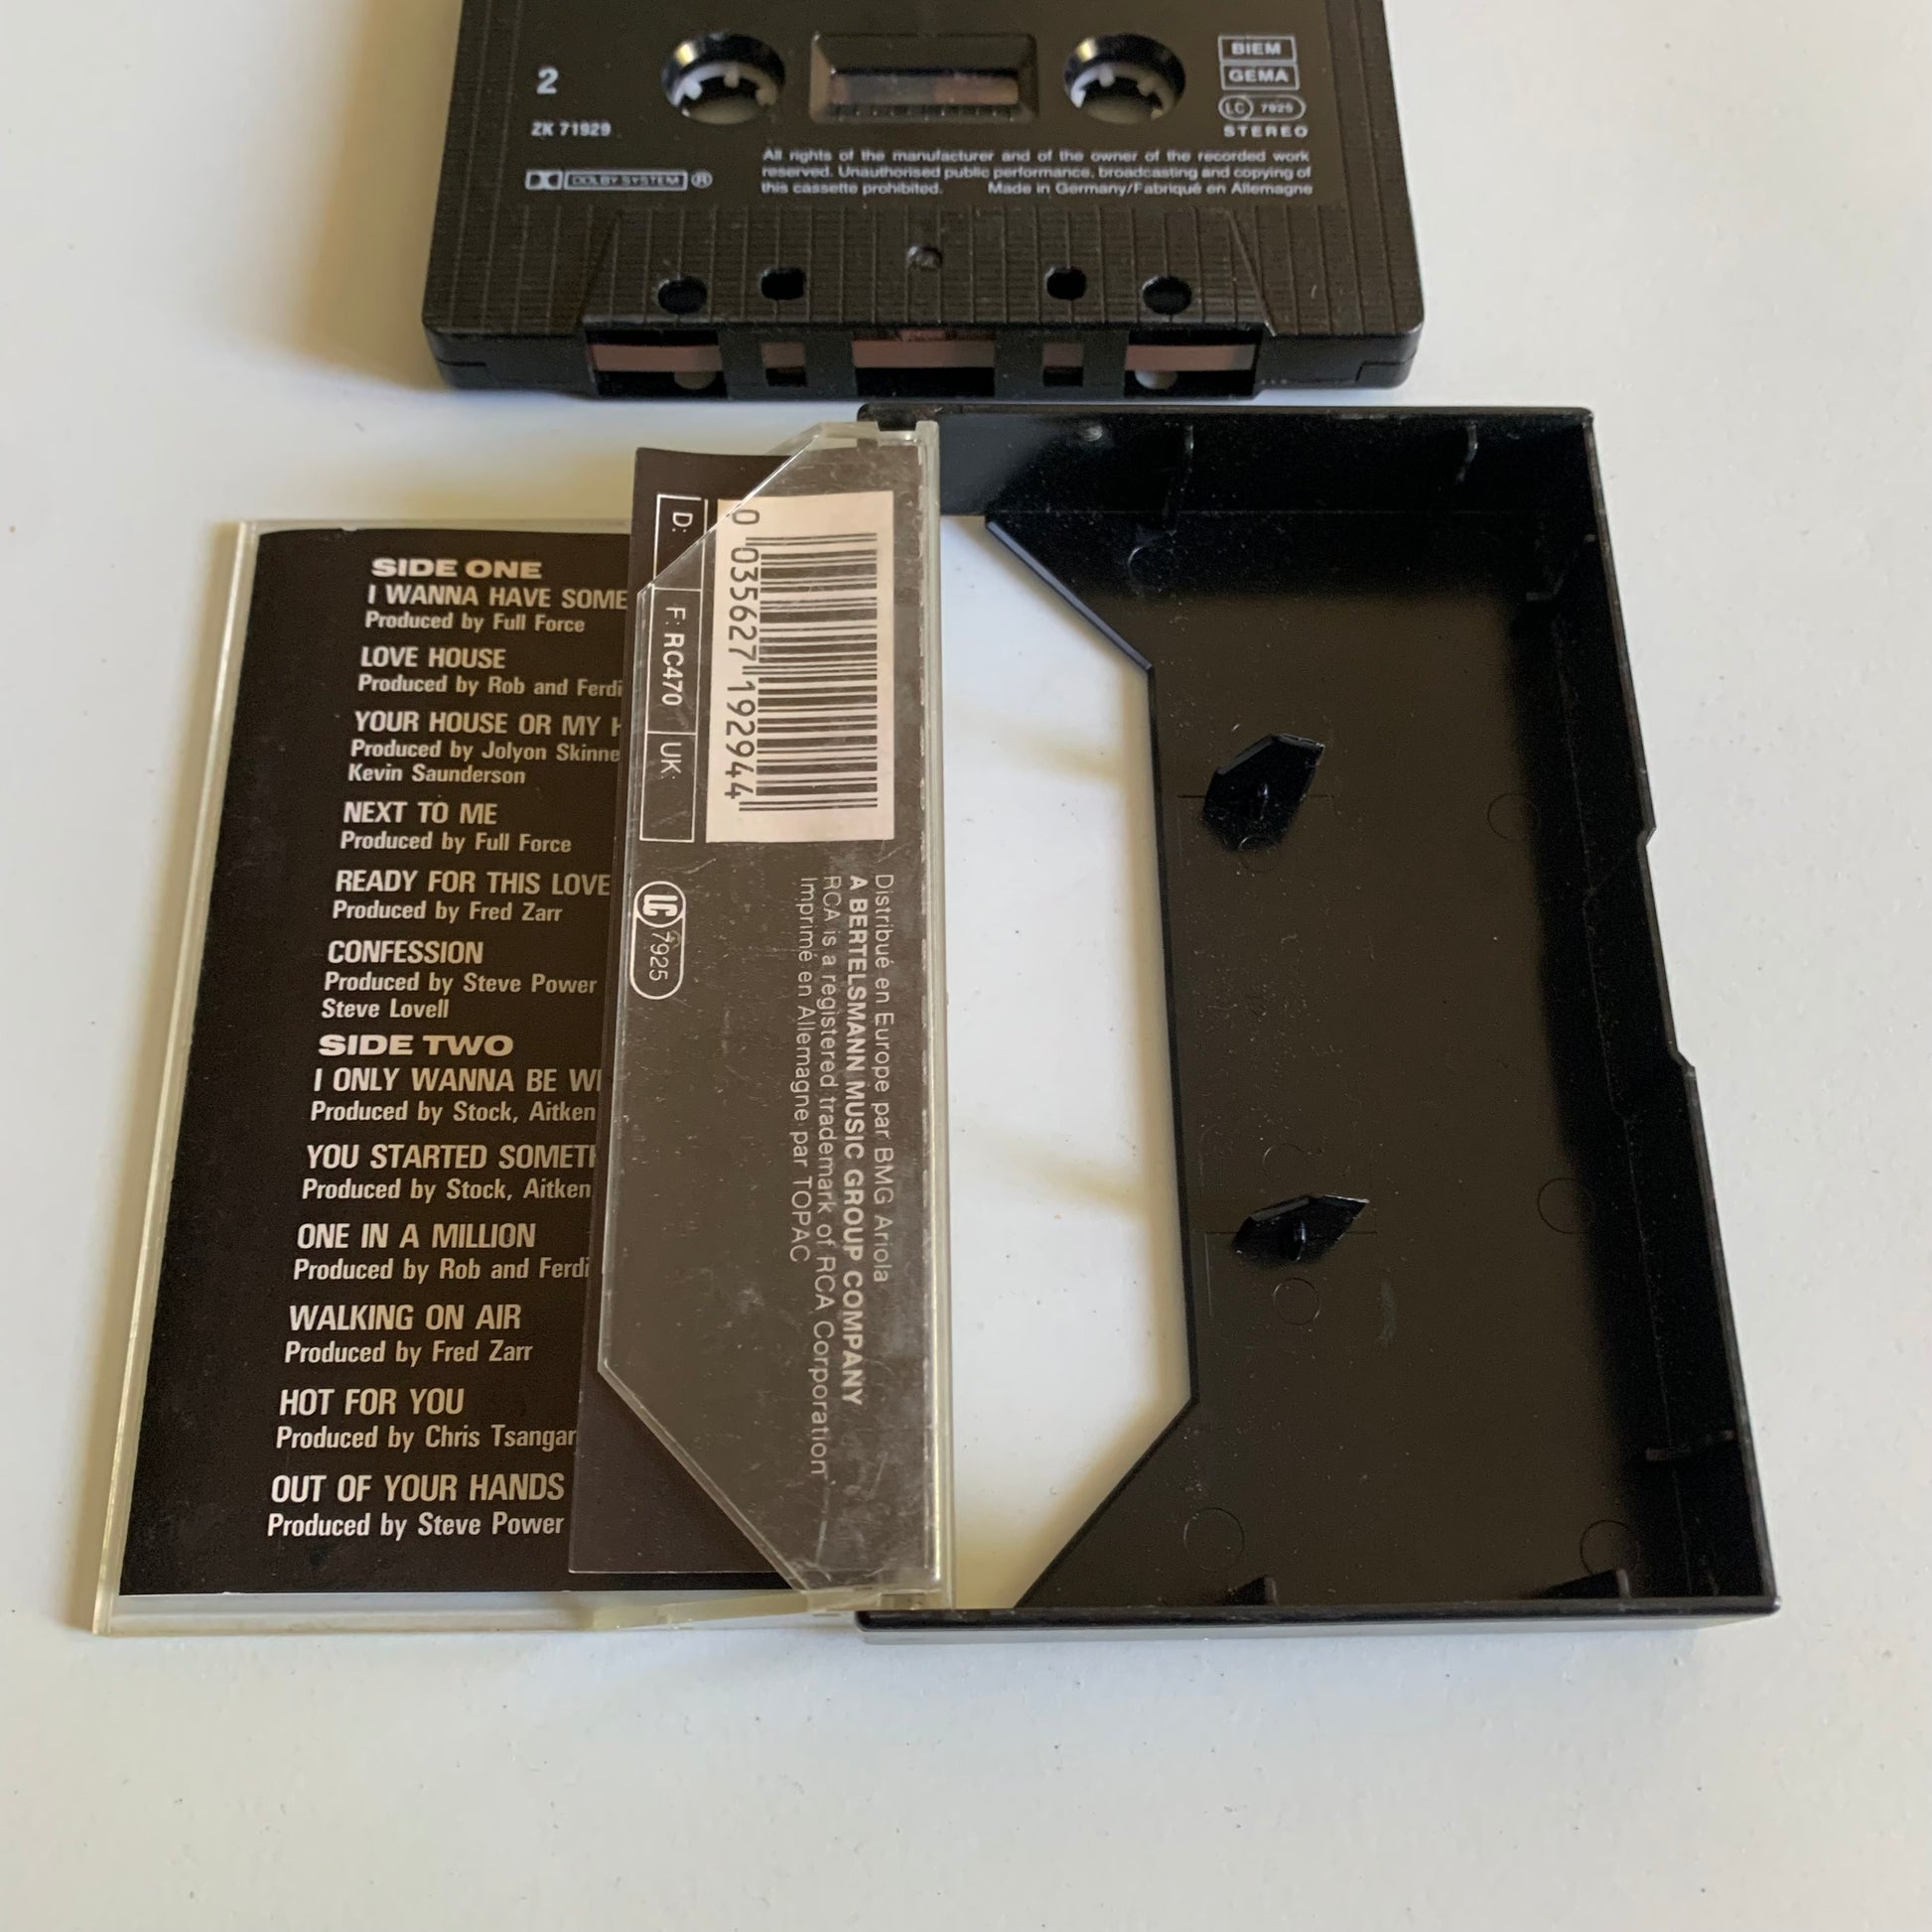 2
ZK 71929
DOLBY SYSTEM ®
BIEM
GEMA
LC 7925
STEREO
All rights of the manufacturer and of the owner of the recorded work
reserved. Unauthorised public performance, broadcasting and copying of
this cassette prohibited. Made in Germany/Fabriqué en Allemagne
SIDE ONE
I WANNA HAVE SOME
Produced by Full Force
LOVE HOUSE
Produced by Rob and Ferdi
YOUR HOUSE OR MY H
Produced by Jolyon Skinne
Kevin Saunderson
NEXT TO ME
Produced by Full Force
READY FOR THIS LOVE
Produced by Fred Zarr
CONFESSION
Produced by Steve Power
Steve Lovell
SIDE TWO
I ONLY WANNA BE WI
Produced by Stock, Aitken
YOU STARTED SOMETH
Produced by Stock, Aitken
ONE IN A MILLION
Produced by Rob and Ferdi
WALKING ON AIR
Produced by Fred Zarr
HOT FOR YOU
Produced by Chris Tsangar
OUT OF YOUR HANDS
Produced by Steve Power
D:
F: RC470
UK:
LC 7925
0 035627 192944
Distribué en Europe par BMG Ariola
A BERTELSMANN MUSIC GROUP COMPANY
RCA is a registered trademark of RCA Corporation
Imprimé en Allemagne par TOPAC